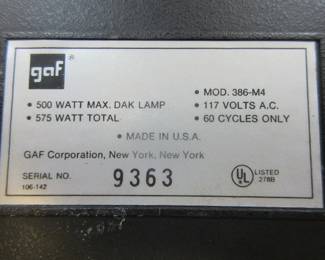 gaf ®
• MOD. 386-M4
• 500 WATT MAX. DAK LAMP • 117 VOLTS A.C.
• 575 WATT TOTAL • 60 CYCLES ONLY
• MADE IN U.S.A.
GAF Corporation, New York, New York
SERIAL NO. 9363 UL LISTED
106-142 278B